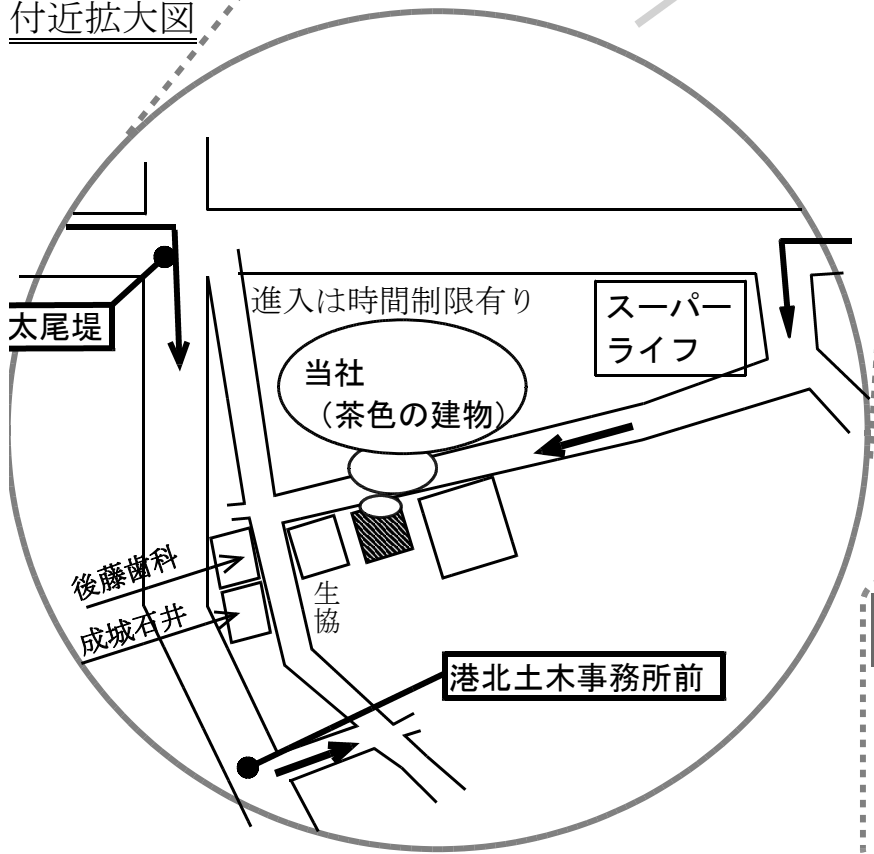 付近拡大図
進入は時間制限有り
スーパー
ライフ
太尾堤
当社
（茶色の建物）
後藤歯科
成城石井
生協
港北土木事務所前